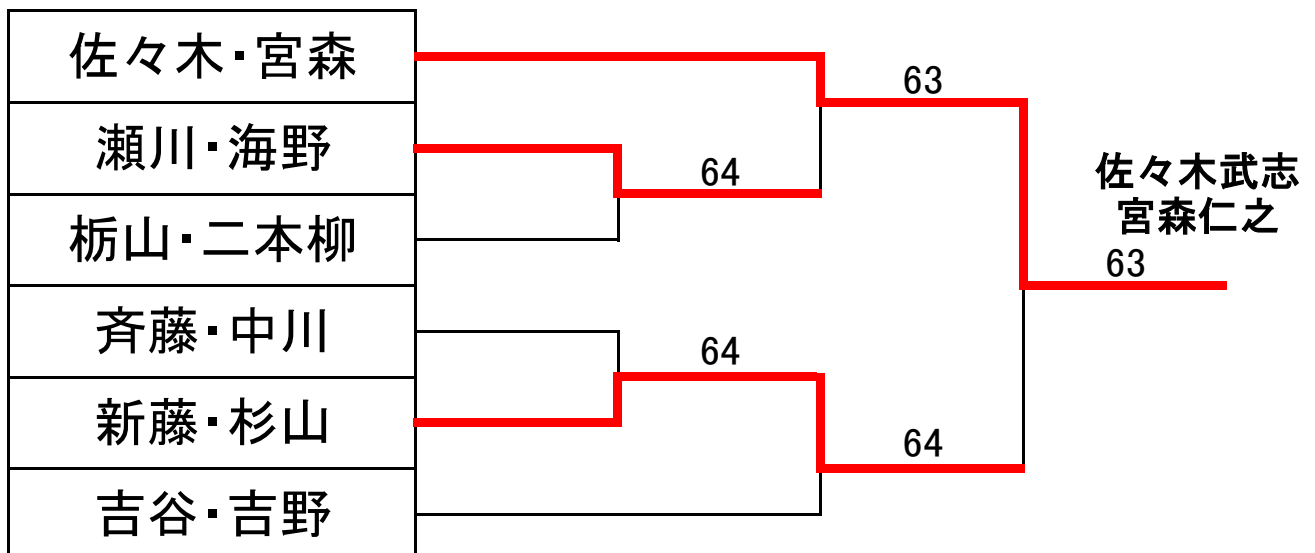 佐々木・宮森
63
瀬川・海野
64
佐々木武志
宮森仁之
栃山・二本柳
63
斉藤・中川
64
新藤・杉山
64
吉谷・吉野